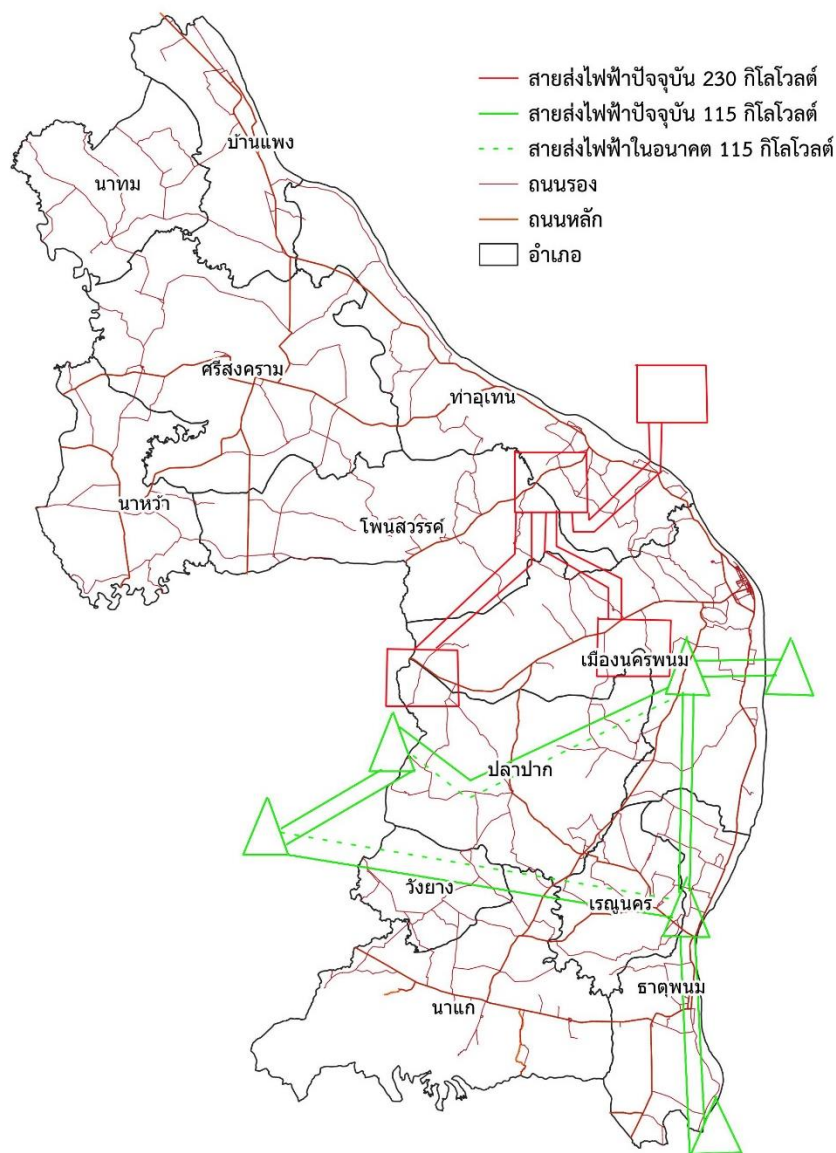 สายส่งไฟฟ้าปัจจุบัน 230 กิโลโวลต์
สายส่งไฟฟ้าปัจจุบัน 115 กิโลโวลต์
สายส่งไฟฟ้าในอนาคต 115 กิโลโวลต์
ถนนรอง
ถนนหลัก
อำเภอ
บ้านแพง
นาทม
ศรีสงคราม
ท่าอุเทน
นาหว้า
โพนสวรรค์
เมืองนครพนม
ปลาปาก
วังยาง
เรณูนคร
ธาตุพนม
นาแก